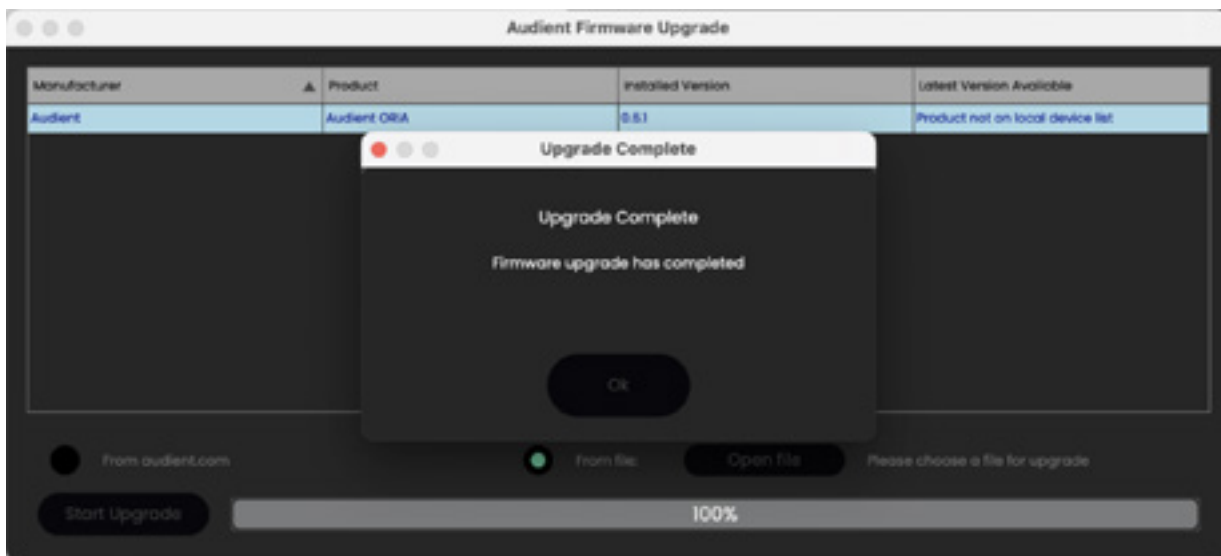 Audient Firmware Upgrade
Manufacturer Product Installed Version Latest Version Available
Audient Audient ORIA 0.5.1 Product not on local device list
Upgrade Complete
Upgrade Complete
Firmware upgrade has completed
Ok
From audient.com From file: Open file Please choose a file for upgrade
Start Upgrade 100%